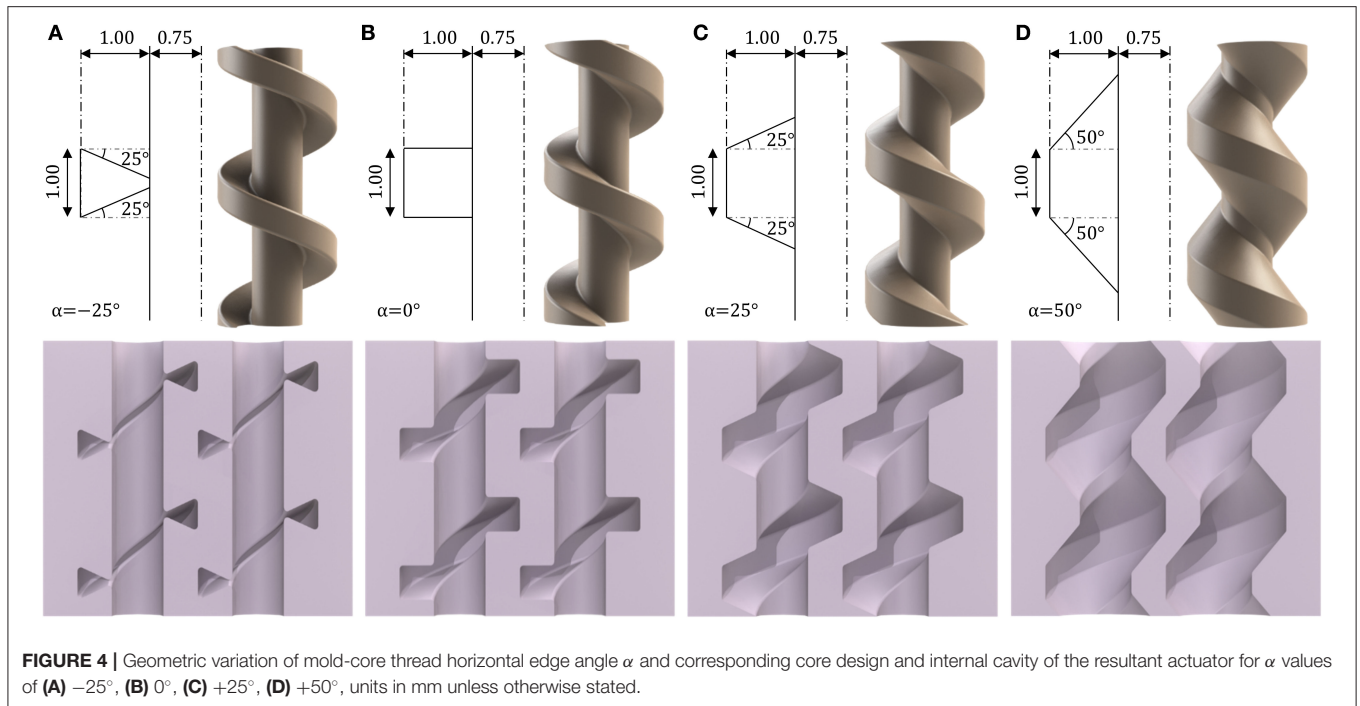 A
1.00
0.75
25°
25°
1.00
α=−25°
B
1.00
0.75
1.00
α=0°
C
1.00
0.75
25°
25°
1.00
α=25°
D
1.00
0.75
50°
50°
1.00
α=50°
FIGURE 4 | Geometric variation of mold-core thread horizontal edge angle α and corresponding core design and internal cavity of the resultant actuator for α values
of (A) −25°, (B) 0°, (C) +25°, (D) +50°, units in mm unless otherwise stated.